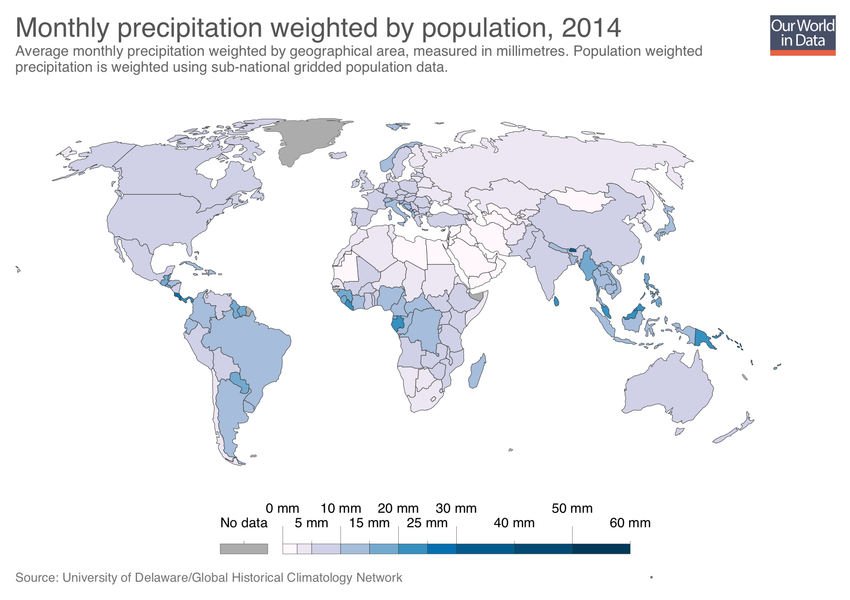 Monthly precipitation weighted by population, 2014
Our World
in Data
Average monthly precipitation weighted by geographical area, measured in millimetres. Population weighted
precipitation is weighted using sub-national gridded population data.
0 mm 10 mm 20 mm 30 mm 50 mm
No data 5 mm 15 mm 25 mm 40 mm 60 mm
Source: University of Delaware/Global Historical Climatology Network